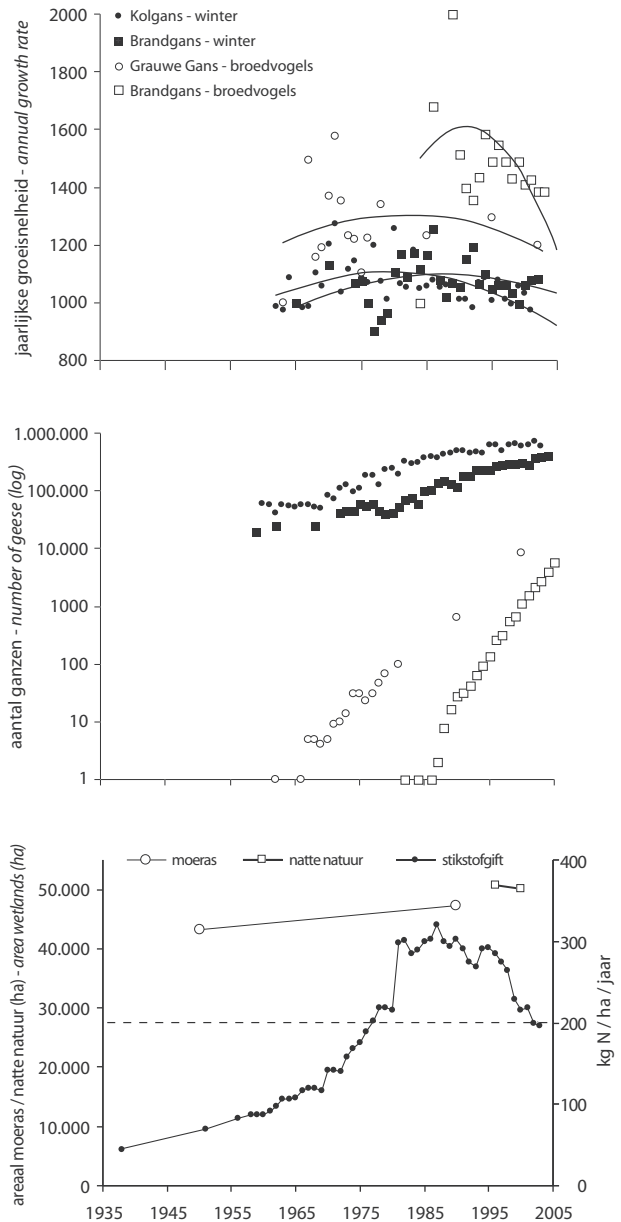 2000
1800
1600
1400
1200
1000
800
jaarlijkse groeisnelheid - annual growth rate
Kolgans - winter
Brandgans - winter
Grauwe Gans - broedvogels
Brandgans - broedvogels
1.000.000
100.000
10.000
1000
100
10
1
aantal ganzen - number of geese (log)
moeras natte natuur stikstofgift
50.000
40.000
30.000
20.000
10.000
0
areaal moeras / natte natuur (ha) - area wetlands (ha)
400
300
200
100
0
kg N / ha / jaar
1935 1945 1955 1965 1975 1985 1995 2005